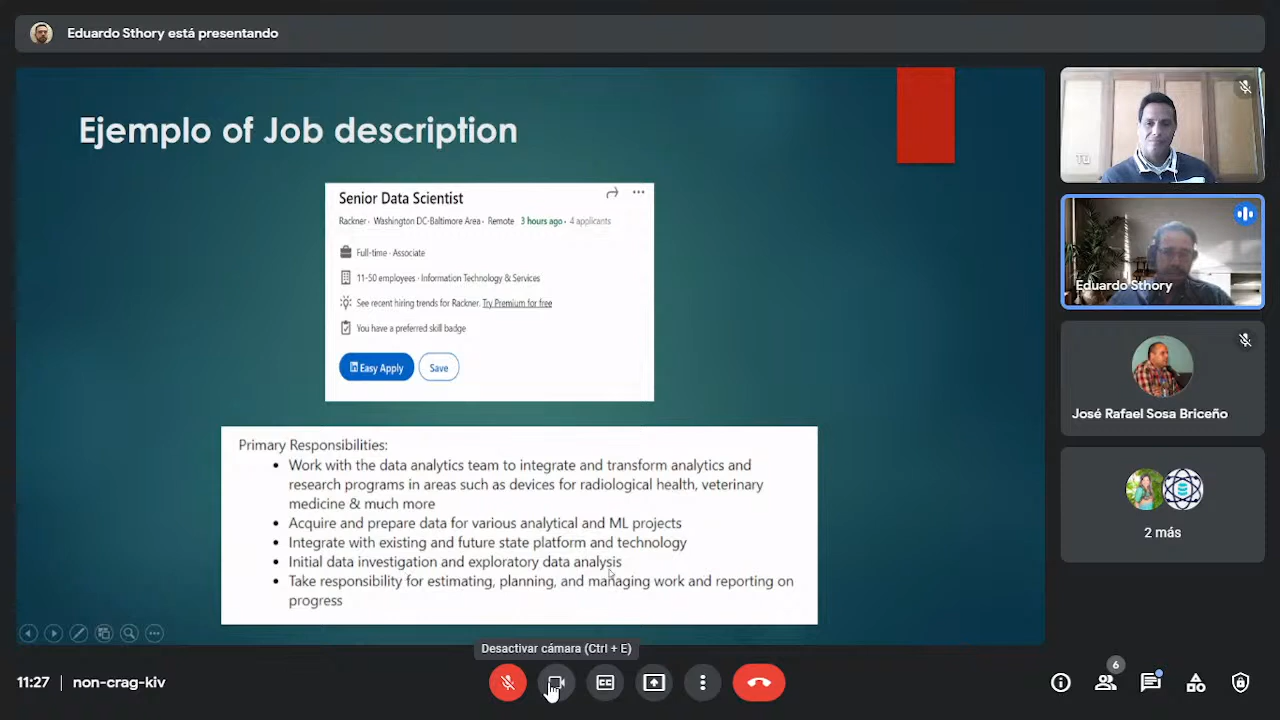 Eduardo Sthory está presentando
Ejemplo of Job description
Senior Data Scientist
Rackner · Washington DC-Baltimore Area · Remote 3 hours ago · 4 applicants
Full-time · Associate
11-50 employees · Information Technology & Services
See recent hiring trends for Rackner. Try Premium for free
You have a preferred skill badge
Easy Apply
Save
Primary Responsibilities:
• Work with the data analytics team to integrate and transform analytics and
research programs in areas such as devices for radiological health, veterinary
medicine & much more
• Acquire and prepare data for various analytical and ML projects
• Integrate with existing and future state platform and technology
• Initial data investigation and exploratory data analysis
• Take responsibility for estimating, planning, and managing work and reporting on
progress
Tú
Eduardo Sthory
José Rafael Sosa Briceño
2 más
Desactivar cámara (Ctrl + E)
11:27 | non-crag-kiv
CC
6